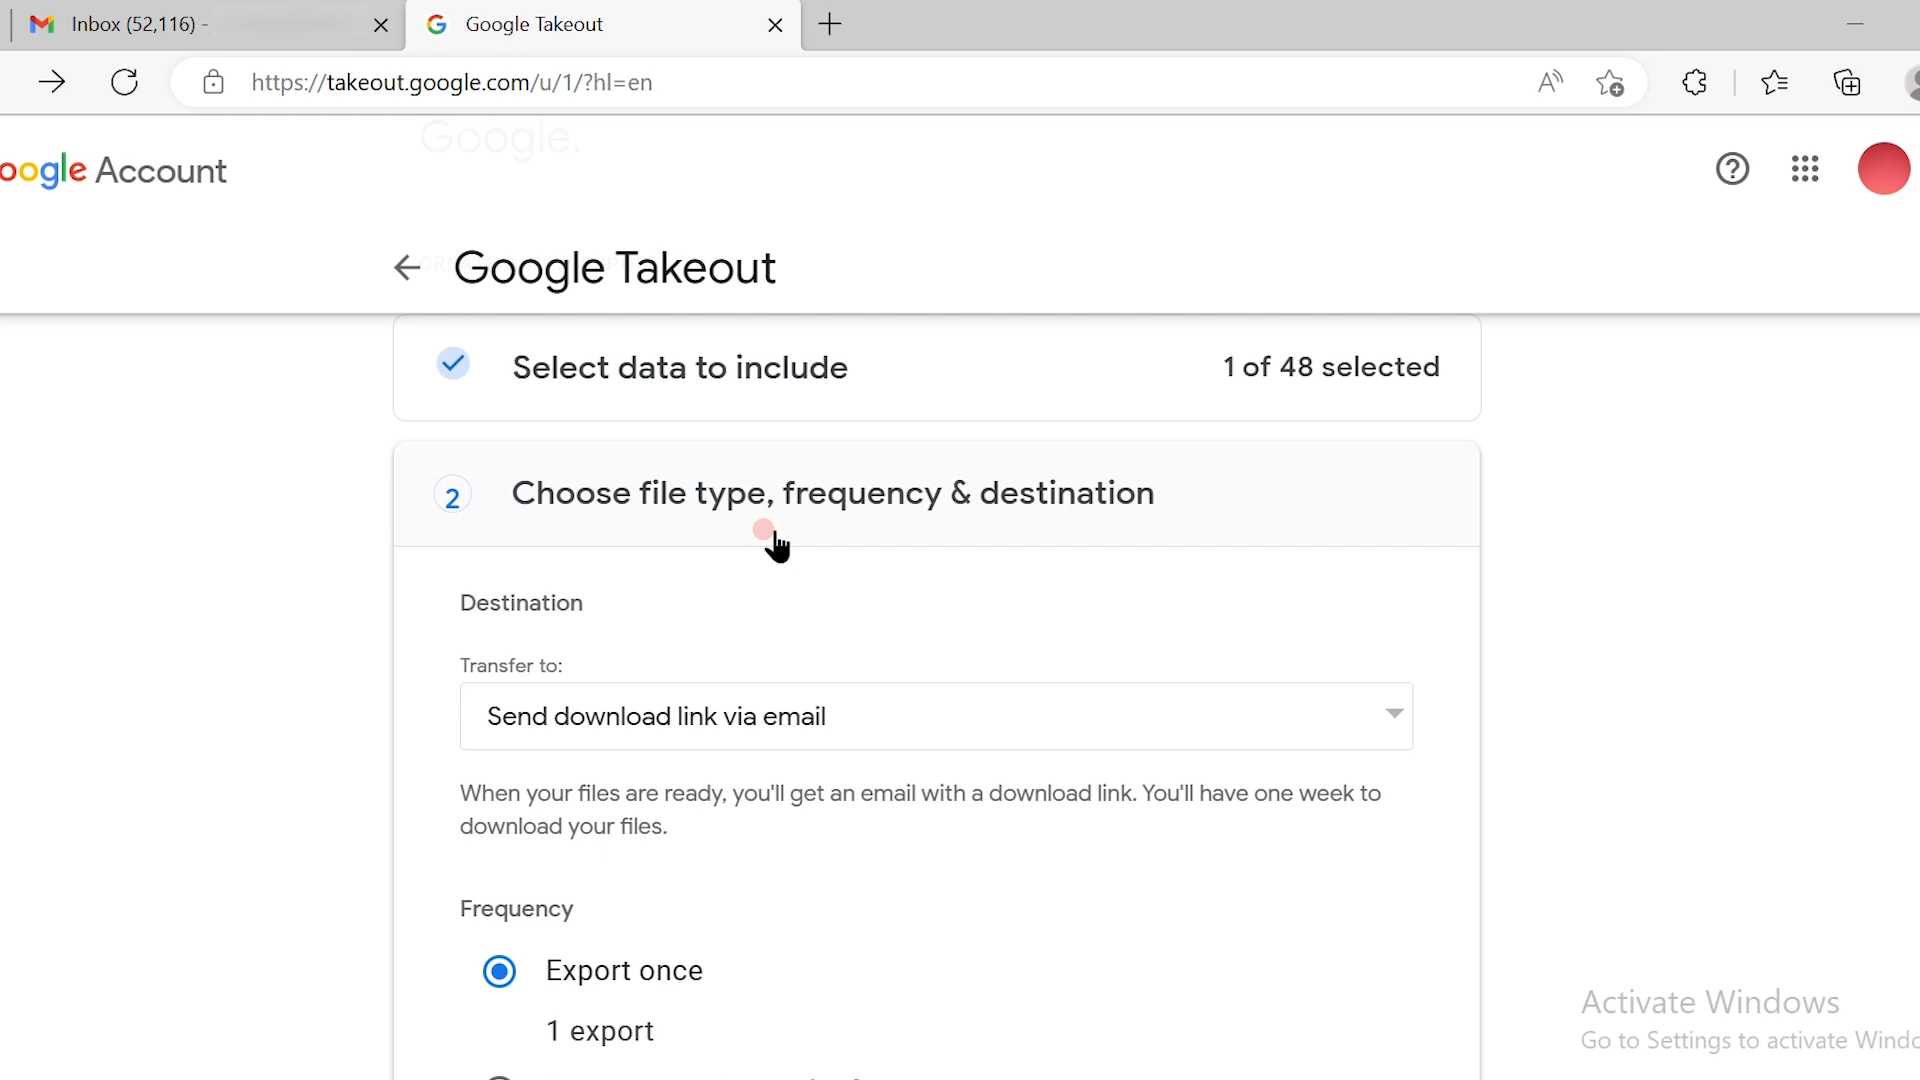 Inbox (52,116) -
Google Takeout
https://takeout.google.com/u/1/?hl=en
Google.
oogle Account
Google Takeout
Select data to include
1 of 48 selected
2 Choose file type, frequency & destination
Destination
Transfer to:
Send download link via email
When your files are ready, you'll get an email with a download link. You'll have one week to
download your files.
Frequency
Export once
1 export
Activate Windows
Go to Settings to activate Windo